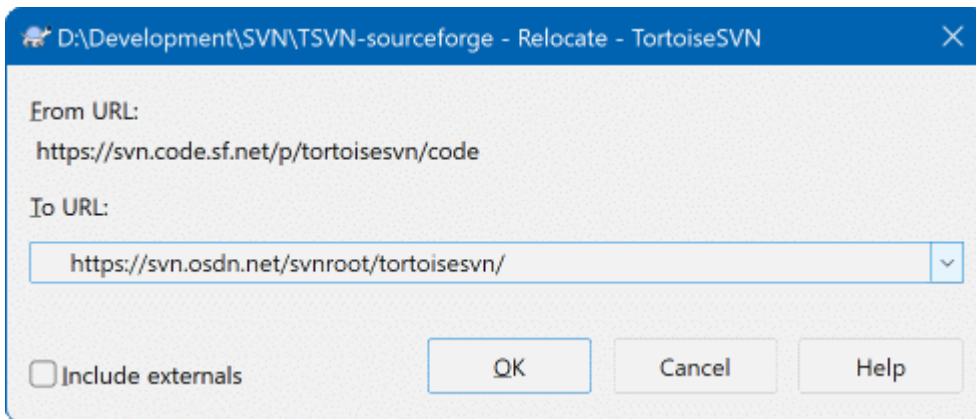 D:\Development\SVN\TSVN-sourceforge - Relocate - TortoiseSVN
From URL:
https://svn.code.sf.net/p/tortoisesvn/code
To URL:
https://svn.osdn.net/svnroot/tortoisesvn/
Include externals
OK
Cancel
Help